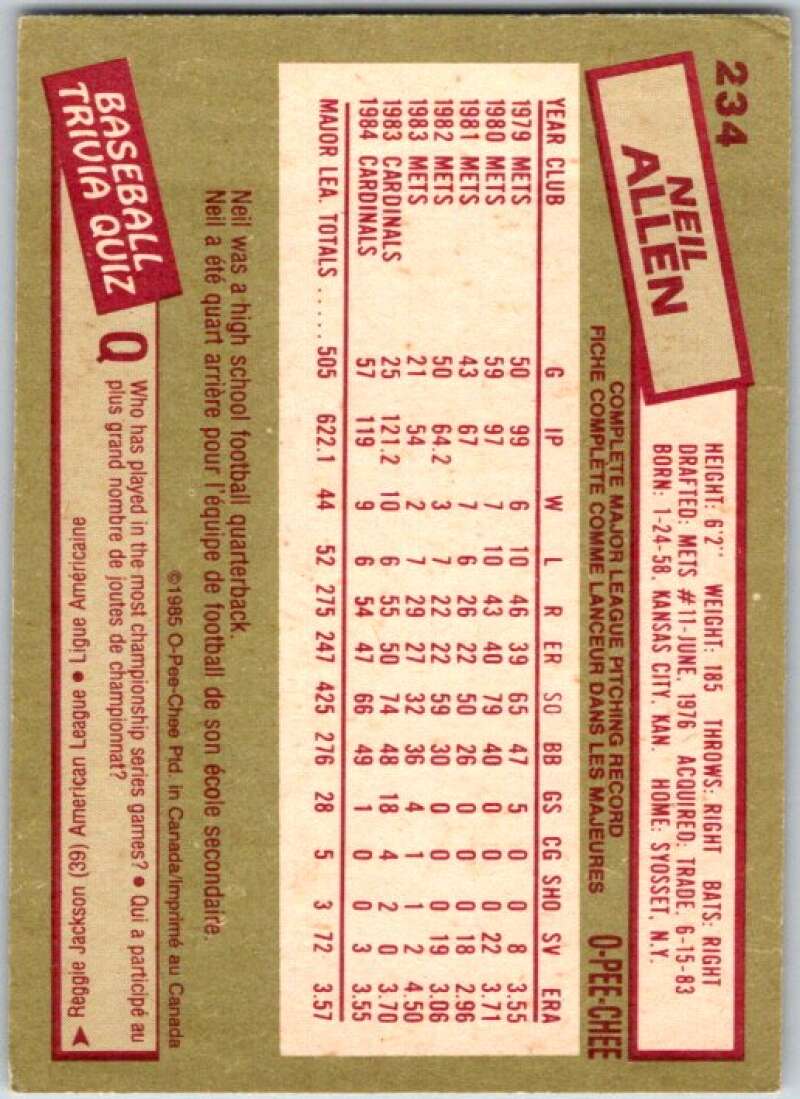 234
NEIL
ALLEN
HEIGHT: 6'2" WEIGHT: 185 THROWS: RIGHT BATS: RIGHT
DRAFTED: METS #11-JUNE, 1976 ACQUIRED: TRADE, 6-15-83
BORN: 1-24-58, KANSAS CITY, KAN. HOME: SYOSSET, N.Y.
COMPLETE MAJOR LEAGUE PITCHING RECORD
FICHE COMPLÈTE COMME LANCEUR DANS LES MAJEURES
O-PEE-CHEE
YEAR CLUB G IP W L R ER SO BB GS CG SHO SV ERA
1979 METS 50 99 6 10 46 39 65 47 5 0 0 8 3.55
1980 METS 59 97 7 10 43 40 79 40 0 0 0 22 3.71
1981 METS 43 67 7 6 26 22 50 26 0 0 0 18 2.96
1982 METS 50 64.2 3 7 22 22 59 30 0 0 0 19 3.06
1983 METS 21 54 2 7 29 27 32 36 4 1 1 2 4.50
1983 CARDINALS 25 121.2 10 6 55 50 74 48 18 4 2 0 3.70
1984 CARDINALS 57 119 9 6 54 47 66 49 1 0 0 3 3.55
MAJOR LEA. TOTALS ..... 505 622.1 44 52 275 247 425 276 28 5 3 72 3.57
Neil was a high school football quarterback.
Neil a été quart arrière pour l'équipe de football de son école secondaire.
©1985 O-Pee-Chee Ptd. in Canada/Imprimé au Canada
BASEBALL
TRIVIA QUIZ
Q Who has played in the most championship series games? • Qui a participé au
plus grand nombre de joutes de championnat?
Reggie Jackson (39) American League • Ligue Américaine